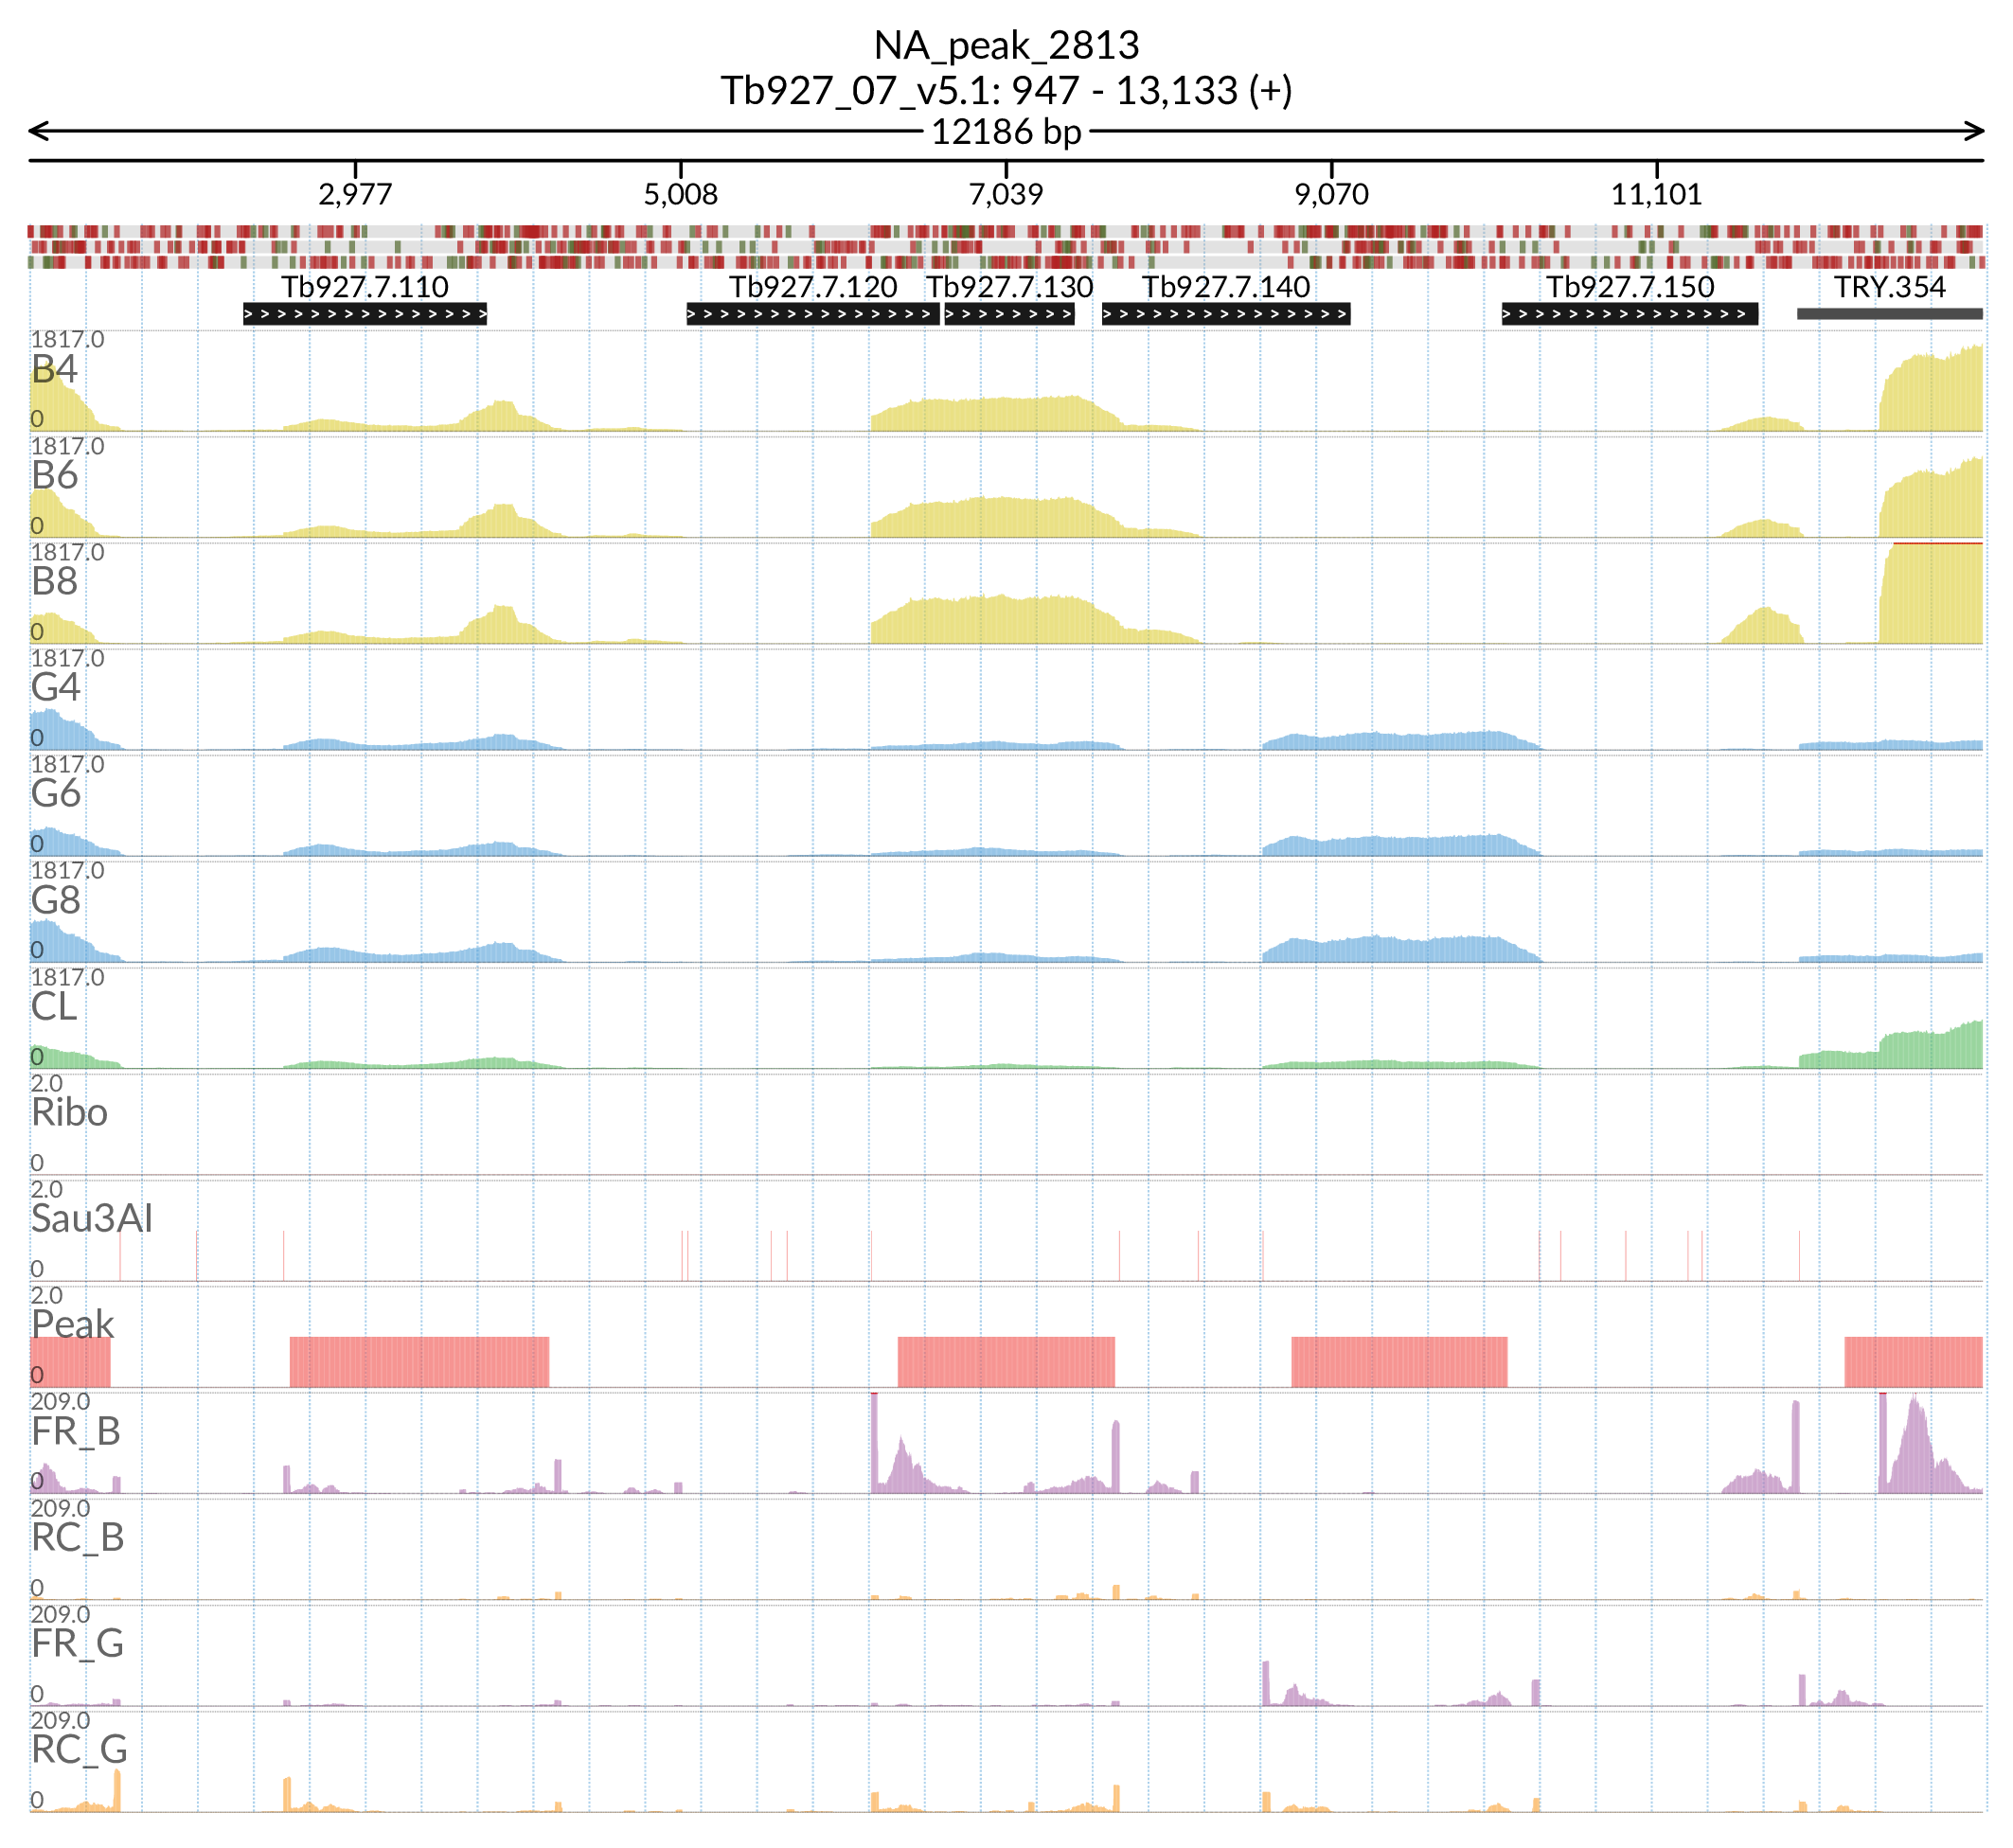 NA_peak_2813
Tb927_07_v5.1: 947 - 13,133 (+)
12186 bp
2,977 5,008 7,039 9,070 11,101
Tb927.7.110 Tb927.7.120 Tb927.7.130 Tb927.7.140 Tb927.7.150 TRY.354
1817.0
B4
0
1817.0
B6
0
1817.0
B8
0
1817.0
G4
0
1817.0
G6
0
1817.0
G8
0
1817.0
CL
0
2.0
Ribo
0
2.0
Sau3AI
0
2.0
Peak
0
209.0
FR_B
0
209.0
RC_B
0
209.0
FR_G
0
209.0
RC_G
0